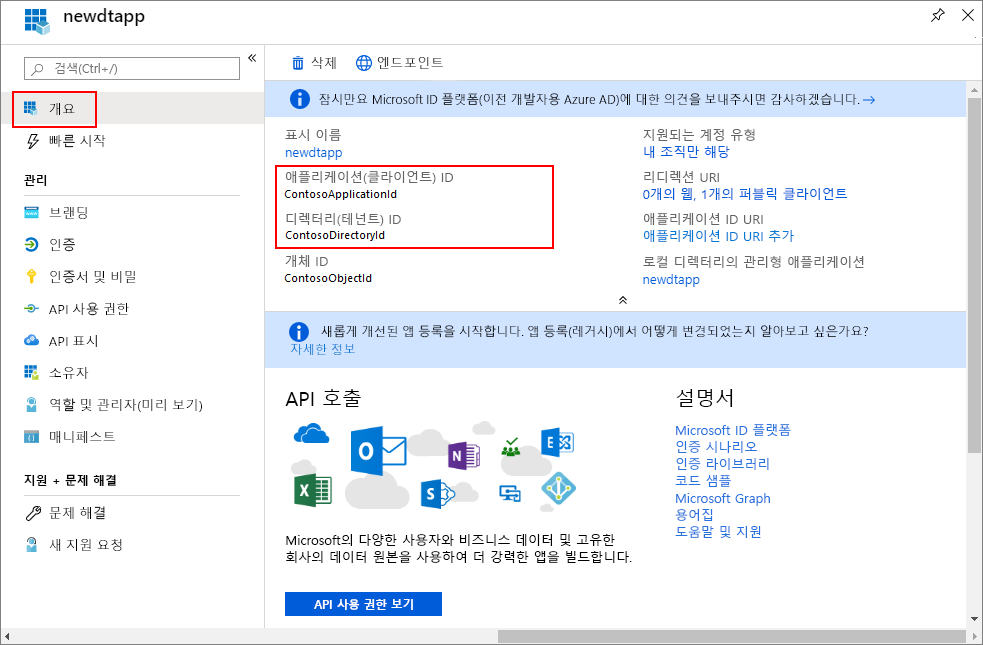 newdtapp
검색(Ctrl+/)
개요
빠른 시작
관리
브랜딩
인증
인증서 및 비밀
API 사용 권한
API 표시
소유자
역할 및 관리자(미리 보기)
매니페스트
지원 + 문제 해결
문제 해결
새 지원 요청
삭제
엔드포인트
잠시만요 Microsoft ID 플랫폼(이전 개발자용 Azure AD)에 대한 의견을 보내주시면 감사하겠습니다.→
표시 이름
newdtapp
애플리케이션(클라이언트) ID
ContosoApplicationId
디렉터리(테넌트) ID
ContosoDirectoryId
개체 ID
ContosoObjectId
지원되는 계정 유형
내 조직만 해당
리디렉션 URI
0개의 웹, 1개의 퍼블릭 클라이언트
애플리케이션 ID URI
애플리케이션 ID URI 추가
로컬 디렉터리의 관리형 애플리케이션
newdtapp
새롭게 개선된 앱 등록을 시작합니다. 앱 등록(레거시)에서 어떻게 변경되었는지 알아보고 싶은가요?
자세한 정보
API 호출
O
N
E
X
S
Microsoft의 다양한 사용자와 비즈니스 데이터 및 고유한
회사의 데이터 원본을 사용하여 더 강력한 앱을 빌드합니다.
API 사용 권한 보기
설명서
Microsoft ID 플랫폼
인증 시나리오
인증 라이브러리
코드 샘플
Microsoft Graph
용어집
도움말 및 지원